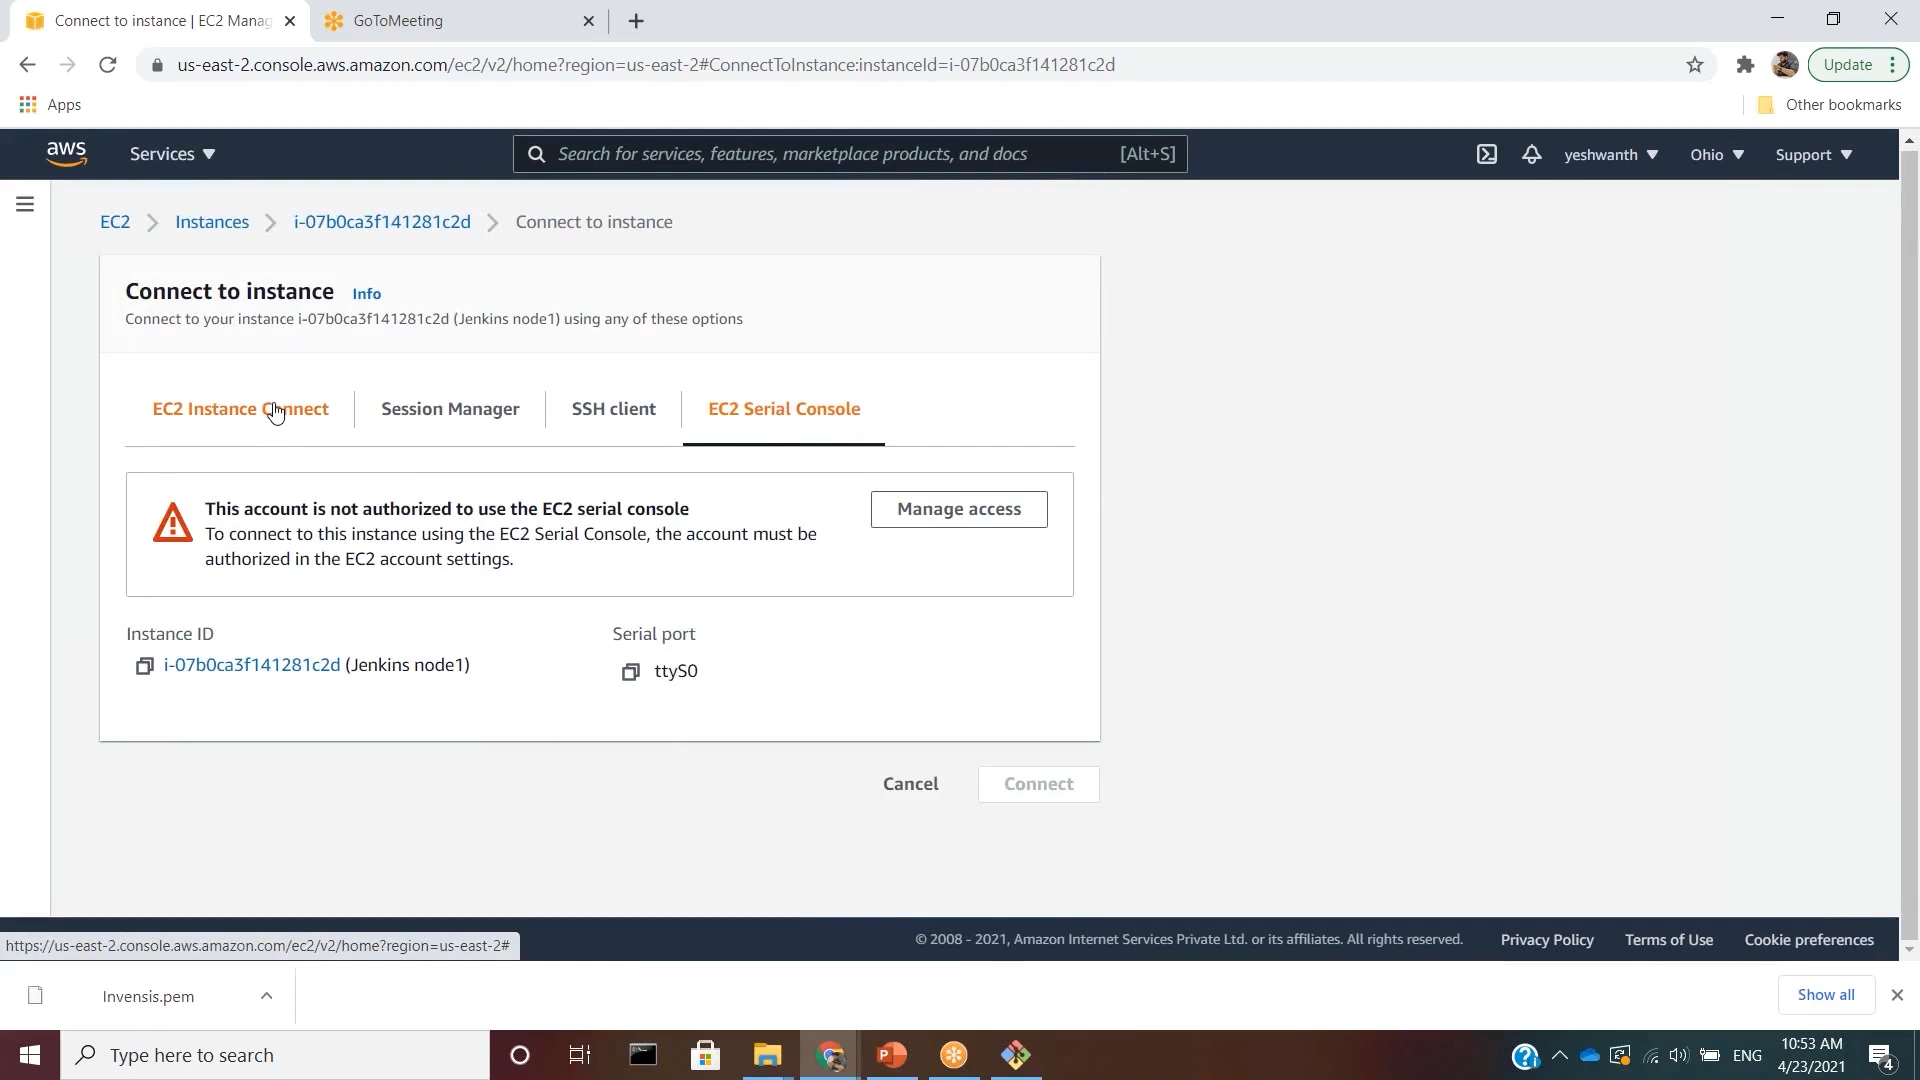 Connect to instance | EC2 Manag
GoToMeeting
us-east-2.console.aws.amazon.com/ec2/v2/home?region=us-east-2#ConnectToInstance:instanceId=i-07b0ca3f141281c2d
Update
Apps
Other bookmarks
aws
Services
Search for services, features, marketplace products, and docs
[Alt+S]
yeshwanth
Ohio
Support
EC2
Instances
i-07b0ca3f141281c2d
Connect to instance
Connect to instance
Info
Connect to your instance i-07b0ca3f141281c2d (Jenkins node1) using any of these options
EC2 Instance Connect
Session Manager
SSH client
EC2 Serial Console
This account is not authorized to use the EC2 serial console
Manage access
To connect to this instance using the EC2 Serial Console, the account must be
authorized in the EC2 account settings.
Instance ID
Serial port
i-07b0ca3f141281c2d (Jenkins node1)
ttyS0
Cancel
Connect
https://us-east-2.console.aws.amazon.com/ec2/v2/home?region=us-east-2#
© 2008 - 2021, Amazon Internet Services Private Ltd. or its affiliates. All rights reserved.
Privacy Policy
Terms of Use
Cookie preferences
Invensis.pem
Show all
Type here to search
ENG
10:53 AM
4/23/2021
4